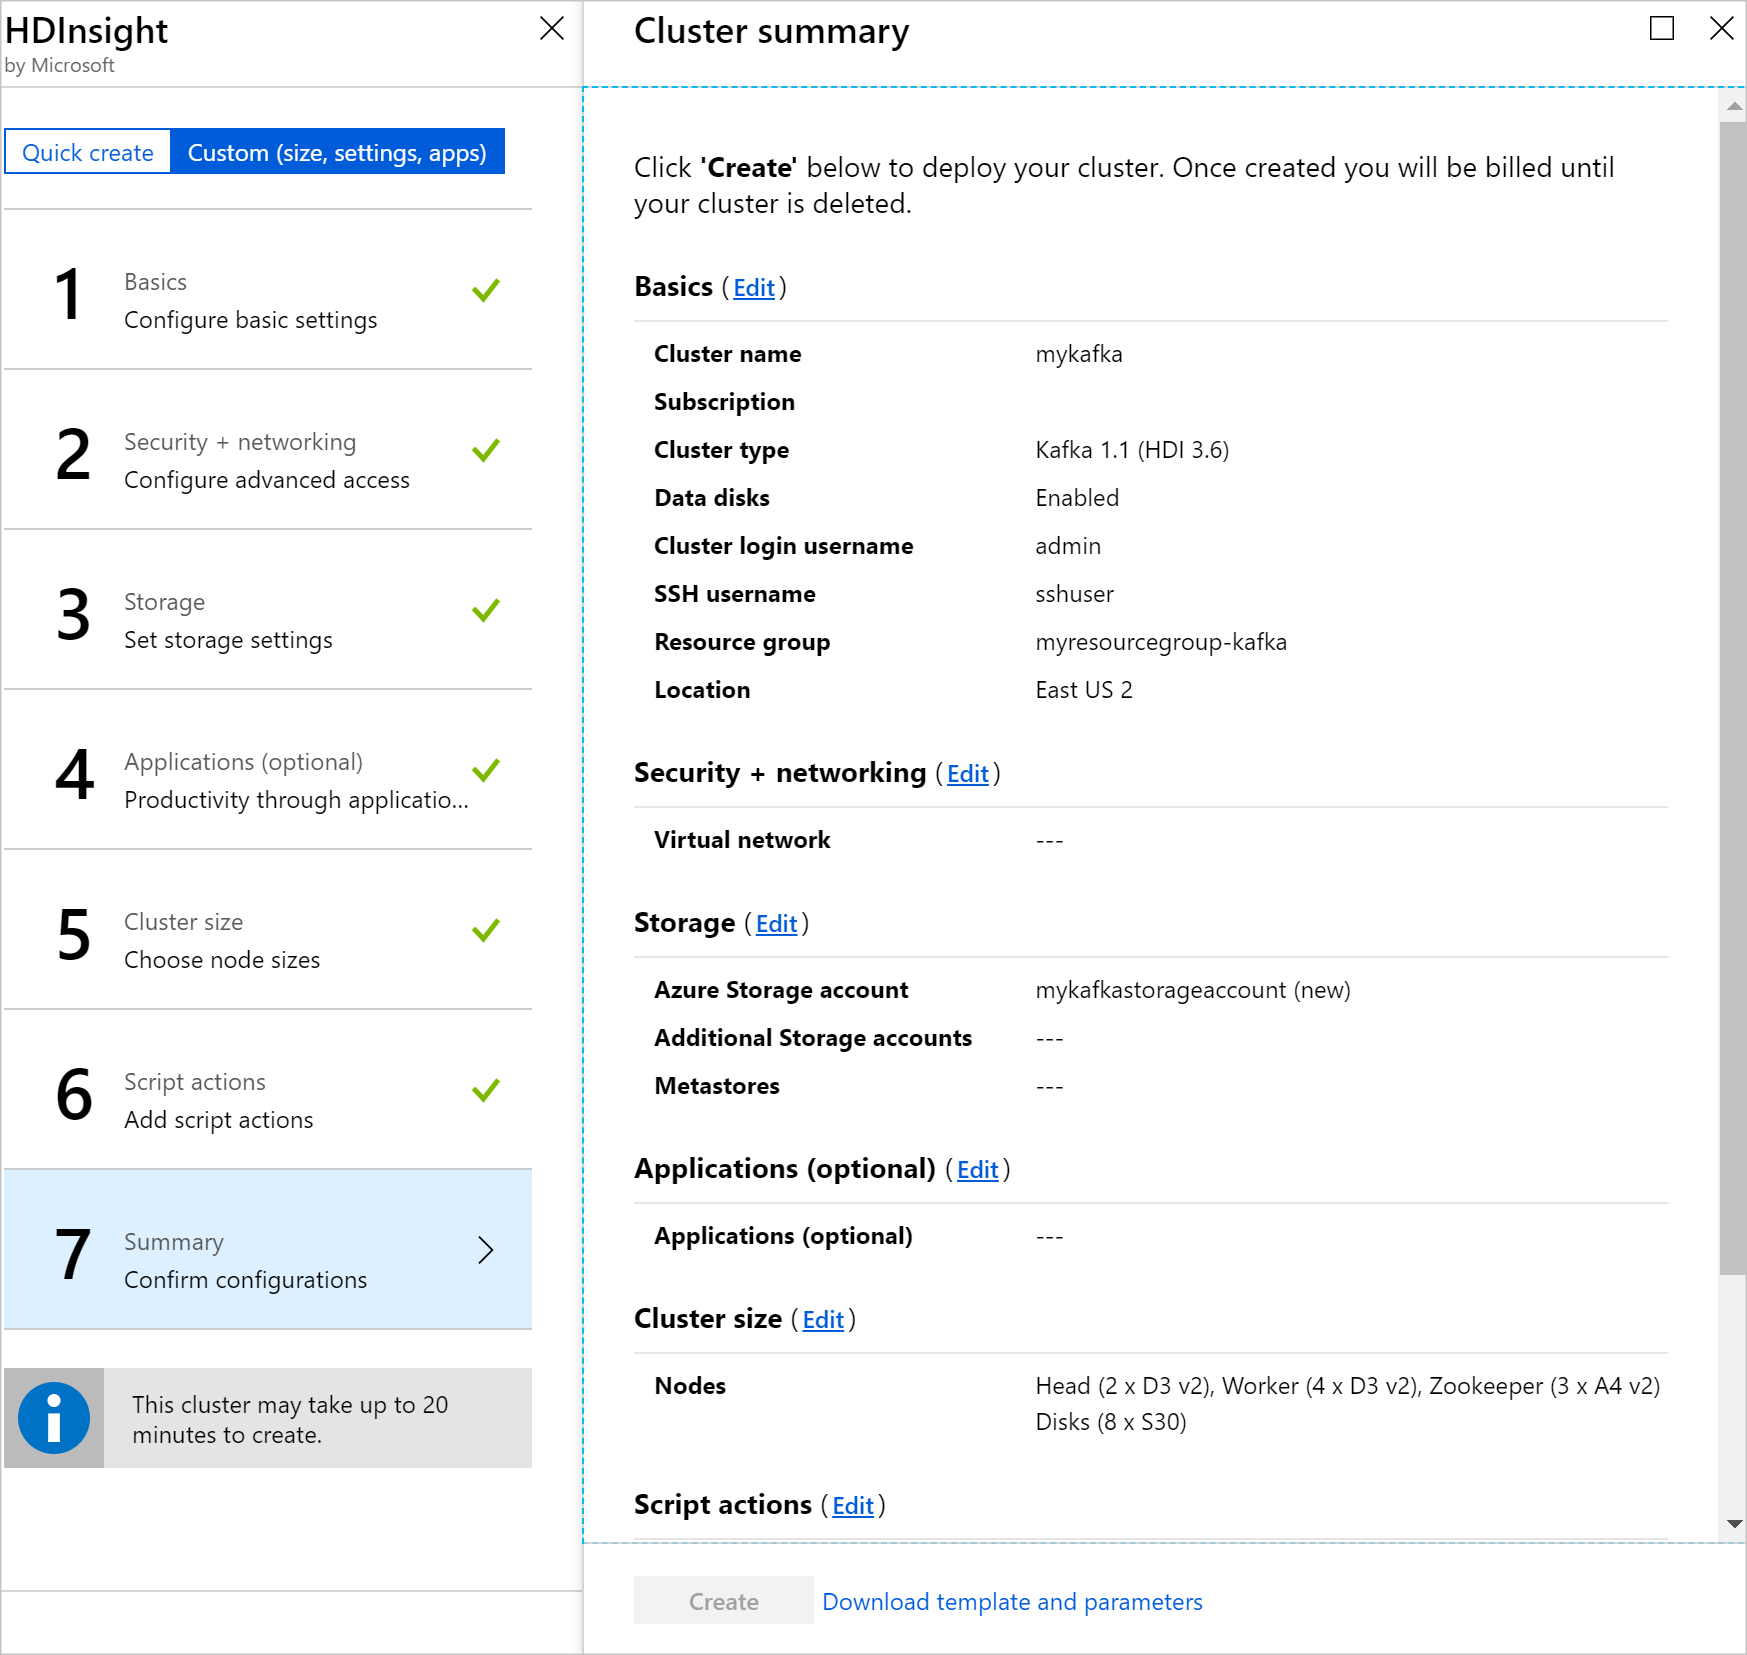 HDInsight
by Microsoft
Quick create
Custom (size, settings, apps)
1
Basics
Configure basic settings
2
Security + networking
Configure advanced access
3
Storage
Set storage settings
4
Applications (optional)
Productivity through applicatio...
5
Cluster size
Choose node sizes
6
Script actions
Add script actions
7
Summary
Confirm configurations
This cluster may take up to 20
minutes to create.
Cluster summary
Click 'Create' below to deploy your cluster. Once created you will be billed until
your cluster is deleted.
Basics (Edit)
Cluster name mykafka
Subscription
Cluster type Kafka 1.1 (HDI 3.6)
Data disks Enabled
Cluster login username admin
SSH username sshuser
Resource group myresourcegroup-kafka
Location East US 2
Security + networking (Edit)
Virtual network ---
Storage (Edit)
Azure Storage account mykafkastorageaccount (new)
Additional Storage accounts ---
Metastores ---
Applications (optional) (Edit)
Applications (optional) ---
Cluster size (Edit)
Nodes Head (2 x D3 v2), Worker (4 x D3 v2), Zookeeper (3 x A4 v2)
Disks (8 x S30)
Script actions (Edit)
Create Download template and parameters